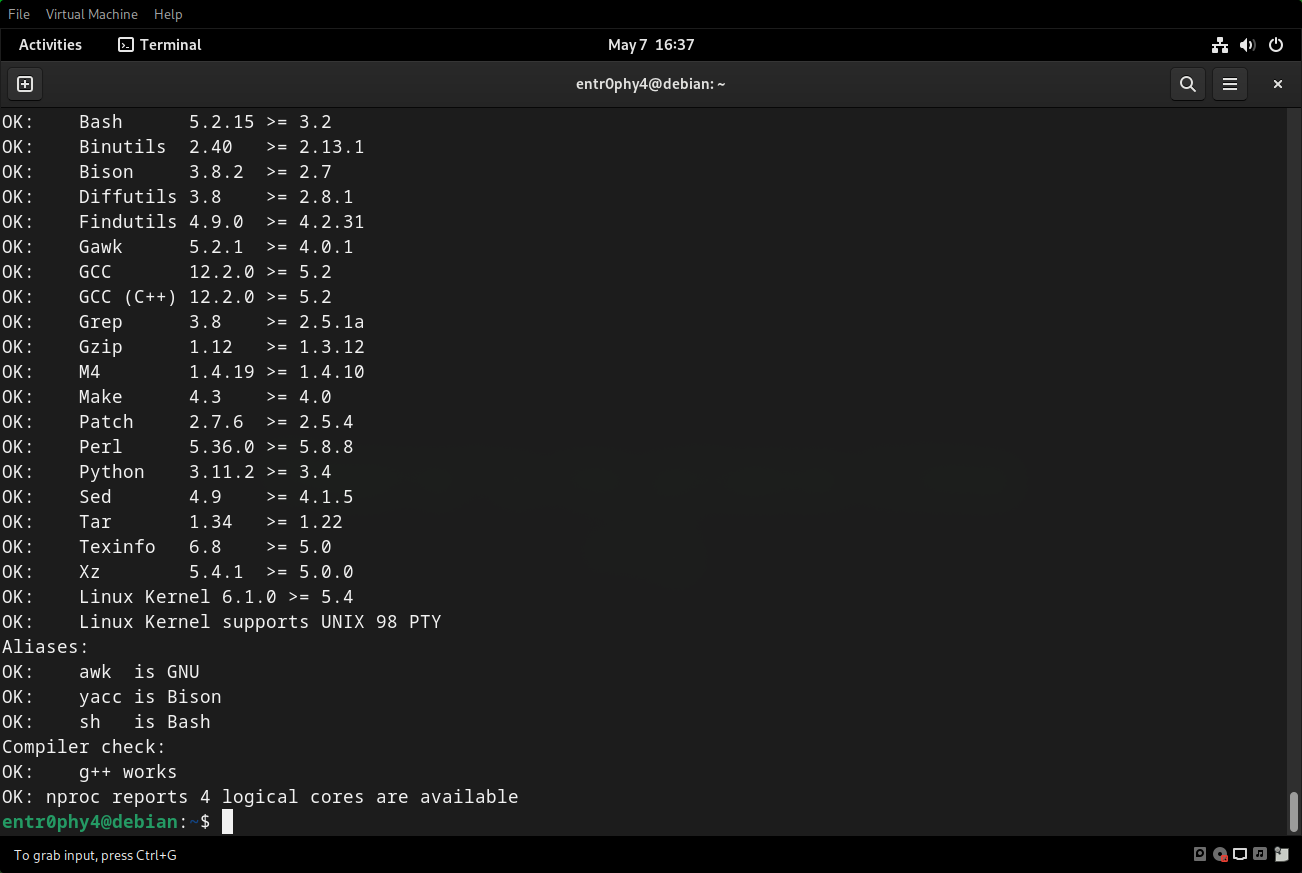 File Virtual Machine Help
Activities Terminal May 7 16:37
entr0phy4@debian: ~
OK:    Bash      5.2.15 >= 3.2
OK:    Binutils  2.40   >= 2.13.1
OK:    Bison     3.8.2  >= 2.7
OK:    Diffutils 3.8    >= 2.8.1
OK:    Findutils 4.9.0  >= 4.2.31
OK:    Gawk      5.2.1  >= 4.0.1
OK:    GCC       12.2.0 >= 5.2
OK:    GCC (C++) 12.2.0 >= 5.2
OK:    Grep      3.8    >= 2.5.1a
OK:    Gzip      1.12   >= 1.3.12
OK:    M4        1.4.19 >= 1.4.10
OK:    Make      4.3    >= 4.0
OK:    Patch     2.7.6  >= 2.5.4
OK:    Perl      5.36.0 >= 5.8.8
OK:    Python    3.11.2 >= 3.4
OK:    Sed       4.9    >= 4.1.5
OK:    Tar       1.34   >= 1.22
OK:    Texinfo   6.8    >= 5.0
OK:    Xz        5.4.1  >= 5.0.0
OK:    Linux Kernel 6.1.0 >= 5.4
OK:    Linux Kernel supports UNIX 98 PTY
Aliases:
OK:    awk  is GNU
OK:    yacc is Bison
OK:    sh   is Bash
Compiler check:
OK:    g++ works
OK: nproc reports 4 logical cores are available
entr0phy4@debian:~$
To grab input, press Ctrl+G